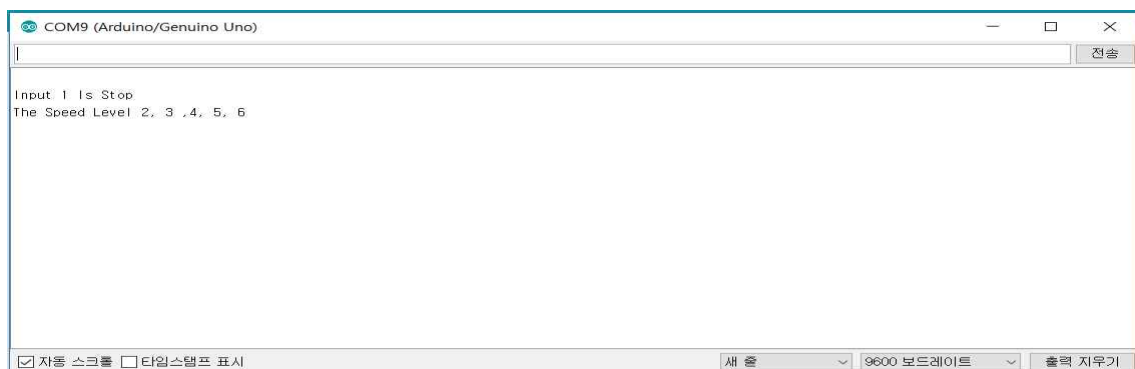 COM9 (Arduino/Genuino Uno)
전송
Input 1 Is Stop
The Speed Level 2, 3 ,4, 5, 6
자동 스크롤 타임스탬프 표시 새 줄 9600 보드레이트 출력 지우기